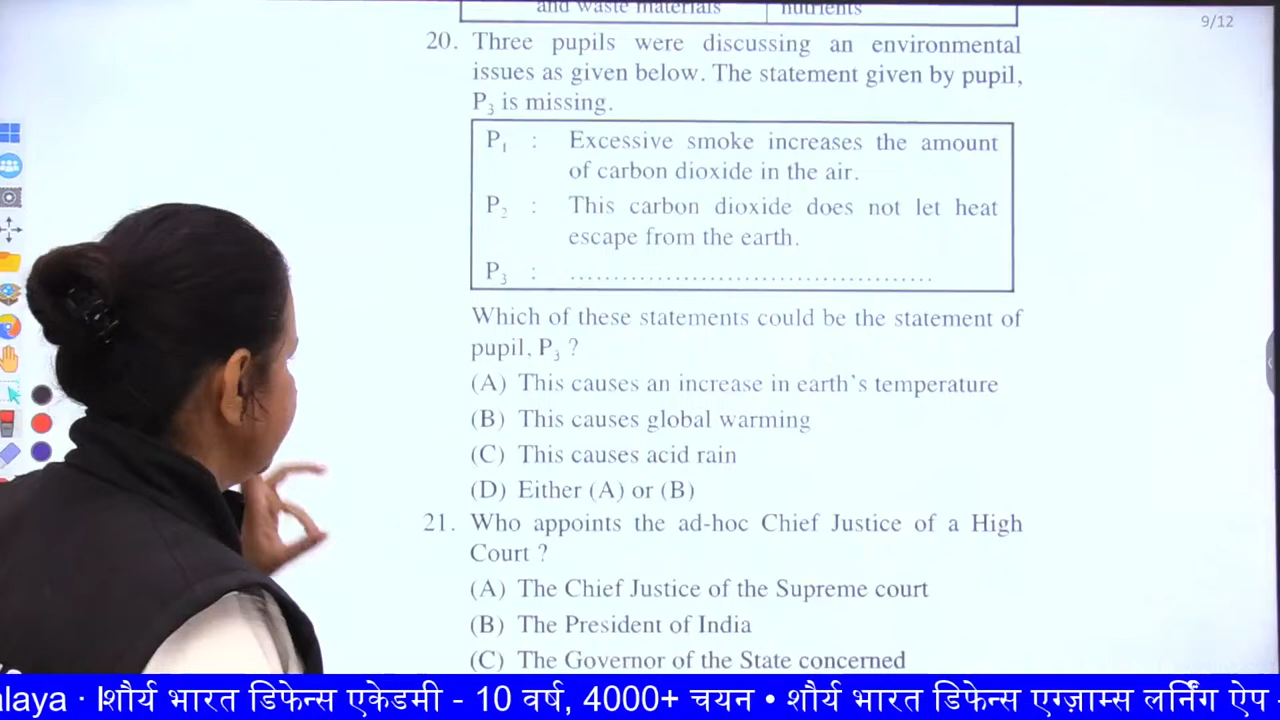 and waste materials nutrients
9/12
20. Three pupils were discussing an environmental
issues as given below. The statement given by pupil,
P₃ is missing.
P₁ : Excessive smoke increases the amount
of carbon dioxide in the air.
P₂ : This carbon dioxide does not let heat
escape from the earth.
P₃ : ............................................
Which of these statements could be the statement of
pupil, P₃ ?
(A) This causes an increase in earth's temperature
(B) This causes global warming
(C) This causes acid rain
(D) Either (A) or (B)
21. Who appoints the ad-hoc Chief Justice of a High
Court ?
(A) The Chief Justice of the Supreme court
(B) The President of India
(C) The Governor of the State concerned
शौर्य भारत डिफेन्स एकेडमी - 10 वर्ष, 4000+ चयन • शौर्य भारत डिफेन्स एग्ज़ाम्स लर्निंग ऐप